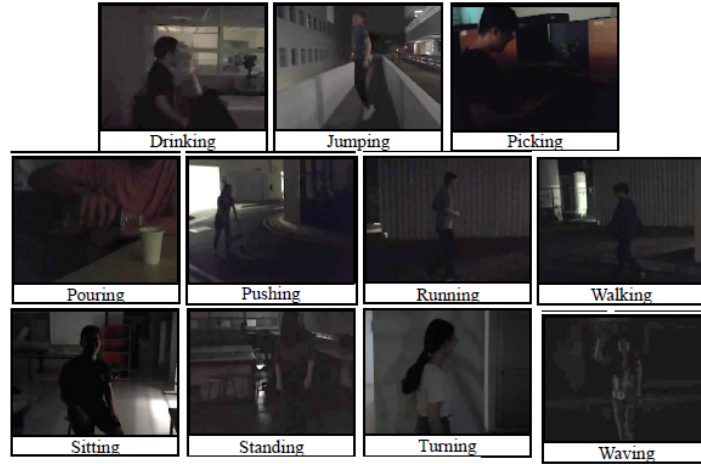 Drinking
Jumping
Picking
Pouring
Pushing
Running
Walking
Sitting
Standing
Turning
Waving